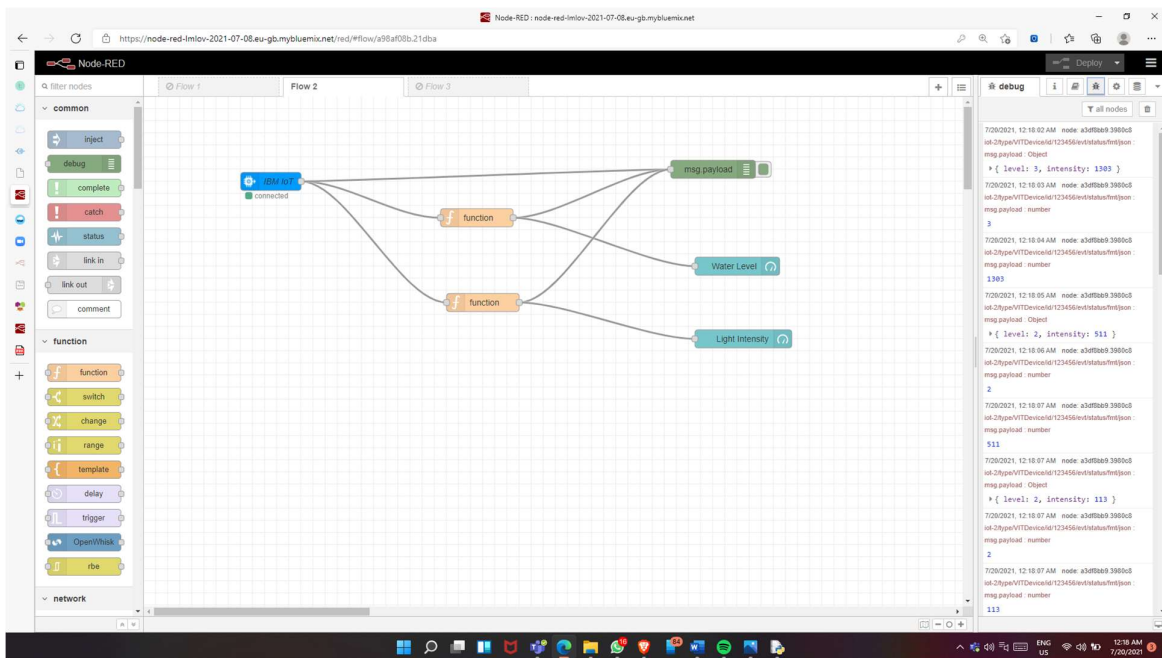 Node-RED : node-red-lmlov-2021-07-08.eu-gb.mybluemix.net
https://node-red-lmlov-2021-07-08.eu-gb.mybluemix.net/red/#flow/a98af08b.21dba
Node-RED
Deploy
filter nodes
Flow 1
Flow 2
Flow 3
debug
all nodes
common
inject
debug
complete
catch
status
link in
link out
comment
function
function
switch
change
range
template
delay
trigger
OpenWhisk
rbe
network
IBM IoT
connected
function
function
msg.payload
Water Level
Light Intensity
7/20/2021, 12:18:02 AM node: a3df8bb9.3980c8
iot-2/type/VITDevice/id/123456/evt/status/fmt/json :
msg.payload : Object
{ level: 3, intensity: 1303 }
7/20/2021, 12:18:03 AM node: a3df8bb9.3980c8
iot-2/type/VITDevice/id/123456/evt/status/fmt/json :
msg.payload : number
3
7/20/2021, 12:18:04 AM node: a3df8bb9.3980c8
iot-2/type/VITDevice/id/123456/evt/status/fmt/json :
msg.payload : number
1303
7/20/2021, 12:18:05 AM node: a3df8bb9.3980c8
iot-2/type/VITDevice/id/123456/evt/status/fmt/json :
msg.payload : Object
{ level: 2, intensity: 511 }
7/20/2021, 12:18:06 AM node: a3df8bb9.3980c8
iot-2/type/VITDevice/id/123456/evt/status/fmt/json :
msg.payload : number
2
7/20/2021, 12:18:07 AM node: a3df8bb9.3980c8
iot-2/type/VITDevice/id/123456/evt/status/fmt/json :
msg.payload : number
511
7/20/2021, 12:18:07 AM node: a3df8bb9.3980c8
iot-2/type/VITDevice/id/123456/evt/status/fmt/json :
msg.payload : Object
{ level: 2, intensity: 113 }
7/20/2021, 12:18:07 AM node: a3df8bb9.3980c8
iot-2/type/VITDevice/id/123456/evt/status/fmt/json :
msg.payload : number
2
7/20/2021, 12:18:07 AM node: a3df8bb9.3980c8
iot-2/type/VITDevice/id/123456/evt/status/fmt/json :
msg.payload : number
113
ENG
US
12:18 AM
7/20/2021